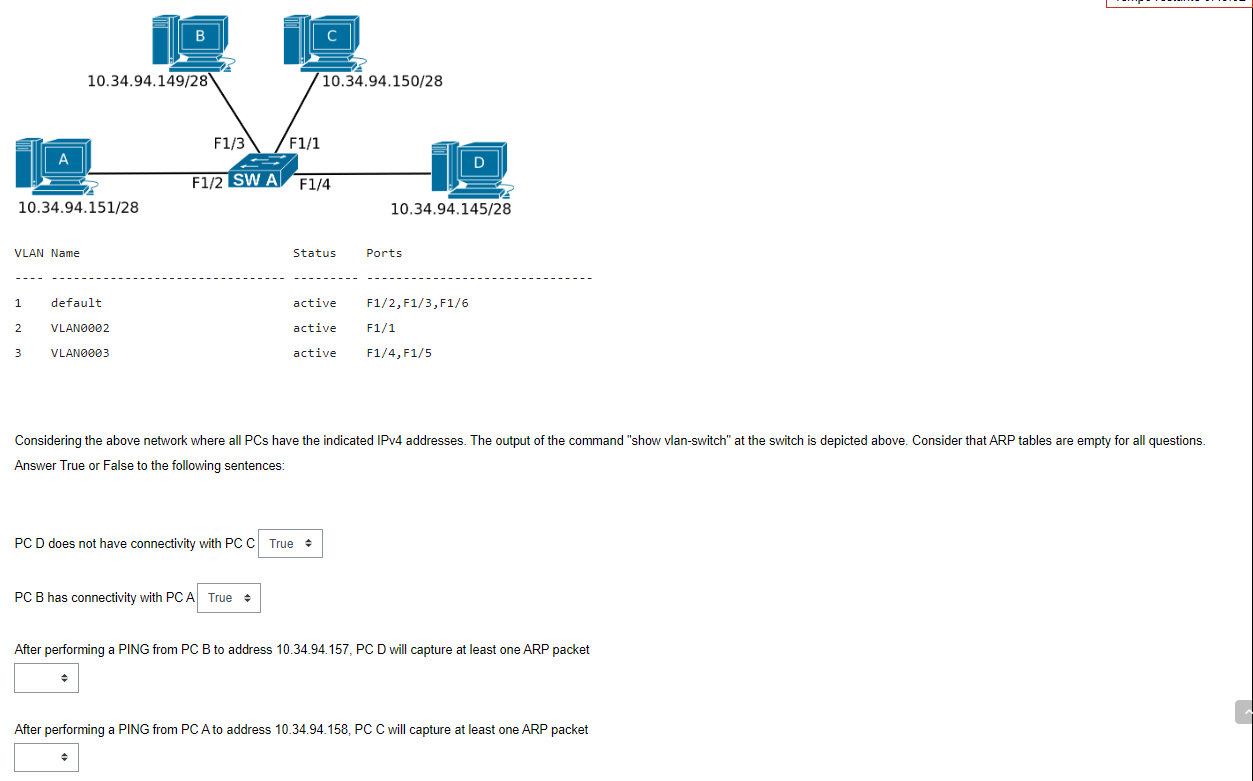 B
C
10.34.94.149/28
10.34.94.150/28
F1/3
F1/1
A
D
F1/2
SW A
F1/4
10.34.94.151/28
10.34.94.145/28
VLAN Name Status Ports
---- -------------------------------- --------- -------------------------------
1 default active F1/2,F1/3,F1/6
2 VLAN0002 active F1/1
3 VLAN0003 active F1/4,F1/5
Considering the above network where all PCs have the indicated IPv4 addresses. The output of the command "show vlan-switch" at the switch is depicted above. Consider that ARP tables are empty for all questions.
Answer True or False to the following sentences:
PC D does not have connectivity with PC C True
PC B has connectivity with PC A True
After performing a PING from PC B to address 10.34.94.157, PC D will capture at least one ARP packet
After performing a PING from PC A to address 10.34.94.158, PC C will capture at least one ARP packet